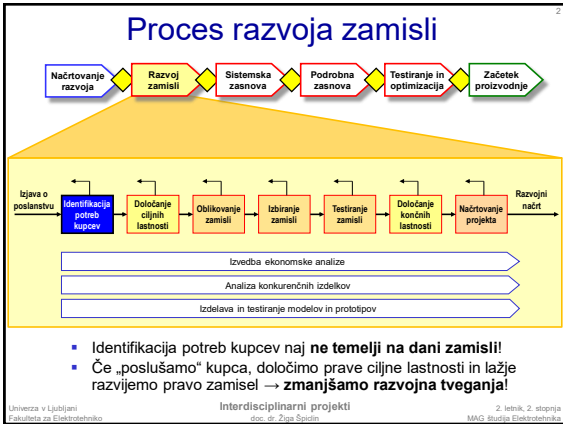 2
Proces razvoja zamisli
Načrtovanje
razvoja
Razvoj
zamisli
Sistemska
zasnova
Podrobna
zasnova
Testiranje in
optimizacija
Začetek
proizvodnje
Izjava o
poslanstvu
Identifikacija
potreb
kupcev
Določanje
ciljnih
lastnosti
Oblikovanje
zamisli
Izbiranje
zamisli
Testiranje
zamisli
Določanje
končnih
lastnosti
Načrtovanje
projekta
Razvojni
načrt
Izvedba ekonomske analize
Analiza konkurenčnih izdelkov
Izdelava in testiranje modelov in prototipov
▪ Identifikacija potreb kupcev naj ne temelji na dani zamisli!
▪ Če „poslušamo“ kupca, določimo prave ciljne lastnosti in lažje
razvijemo pravo zamisel → zmanjšamo razvojna tveganja!
Univerza v Ljubljani
Fakulteta za Elektrotehniko
Interdisciplinarni projekti
doc. dr. Žiga Špidlin
2. letnik, 2. stopnja
MAG študija Elektrotehnika